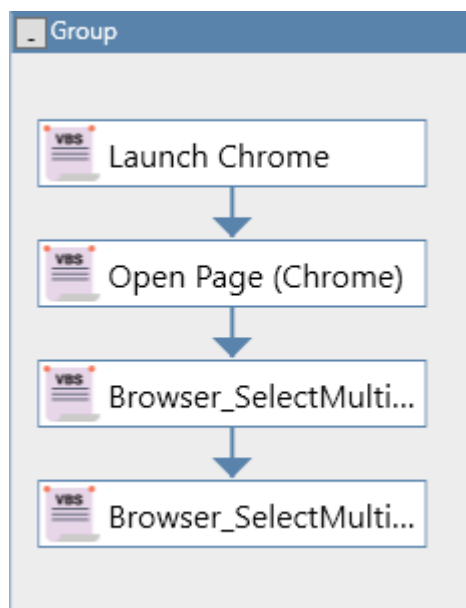 Group
VBS
Launch Chrome
VBS
Open Page (Chrome)
VBS
Browser_SelectMulti...
VBS
Browser_SelectMulti...